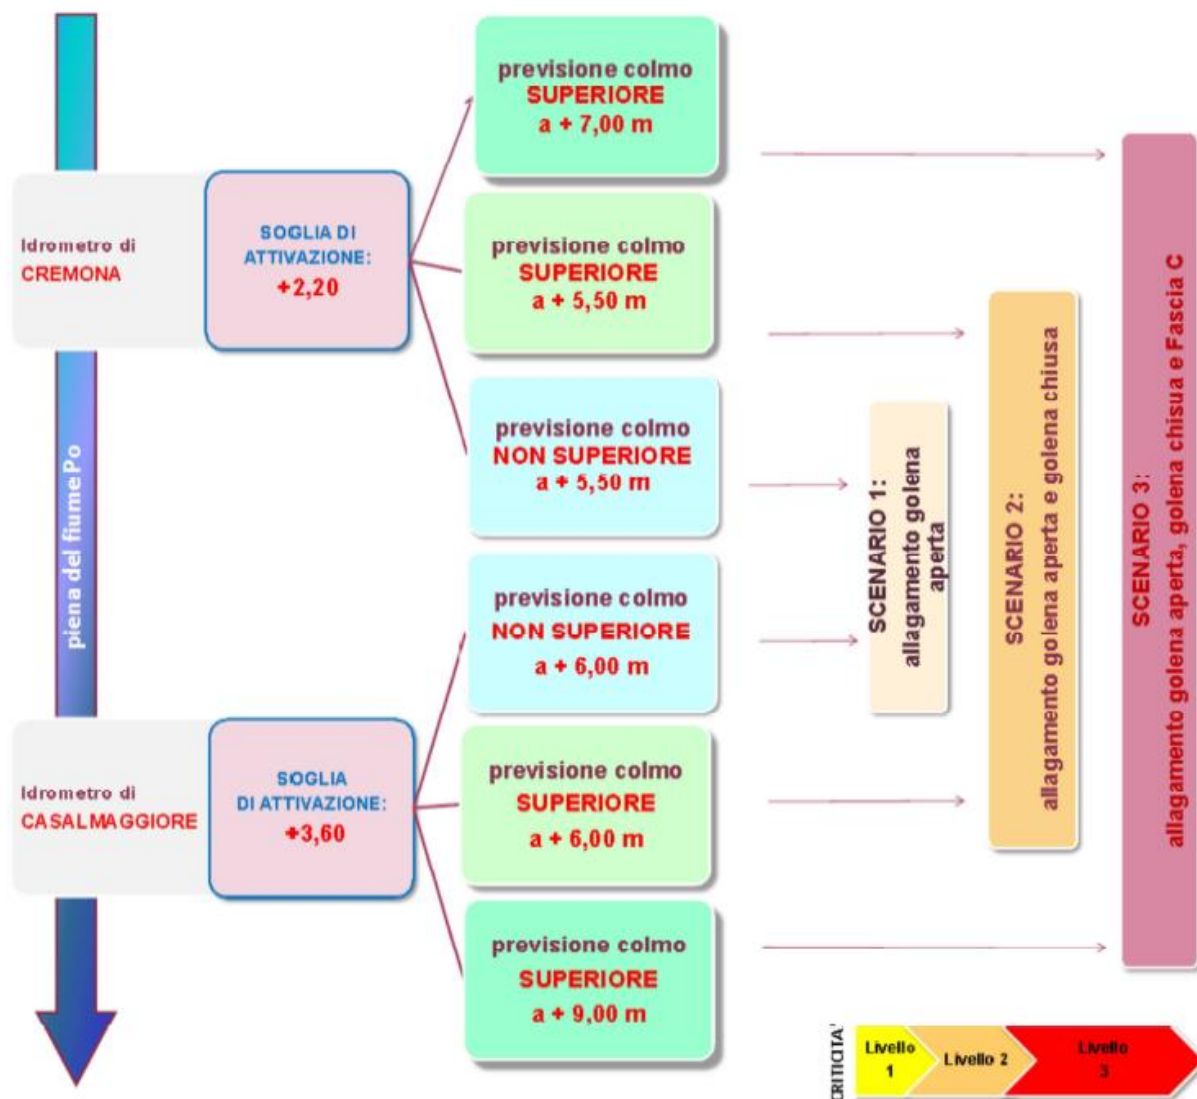 piena del fiume Po
Idrometro di
CREMONA
SOGLIA DI
ATTIVAZIONE:
+2,20
previsione colmo
SUPERIORE
a + 7,00 m
previsione colmo
SUPERIORE
a + 5,50 m
previsione colmo
NON SUPERIORE
a + 5,50 m
Idrometro di
CASALMAGGIORE
SOGLIA
DI ATTIVAZIONE:
+3,60
previsione colmo
NON SUPERIORE
a + 6,00 m
previsione colmo
SUPERIORE
a + 6,00 m
previsione colmo
SUPERIORE
a + 9,00 m
SCENARIO 1:
allagamento golena
aperta
SCENARIO 2:
allagamento golena aperta e golena chiusa
SCENARIO 3:
allagamento golena aperta, golena chisua e Fascia C
CRITICITA'
Livello
1
Livello 2
Livello
3